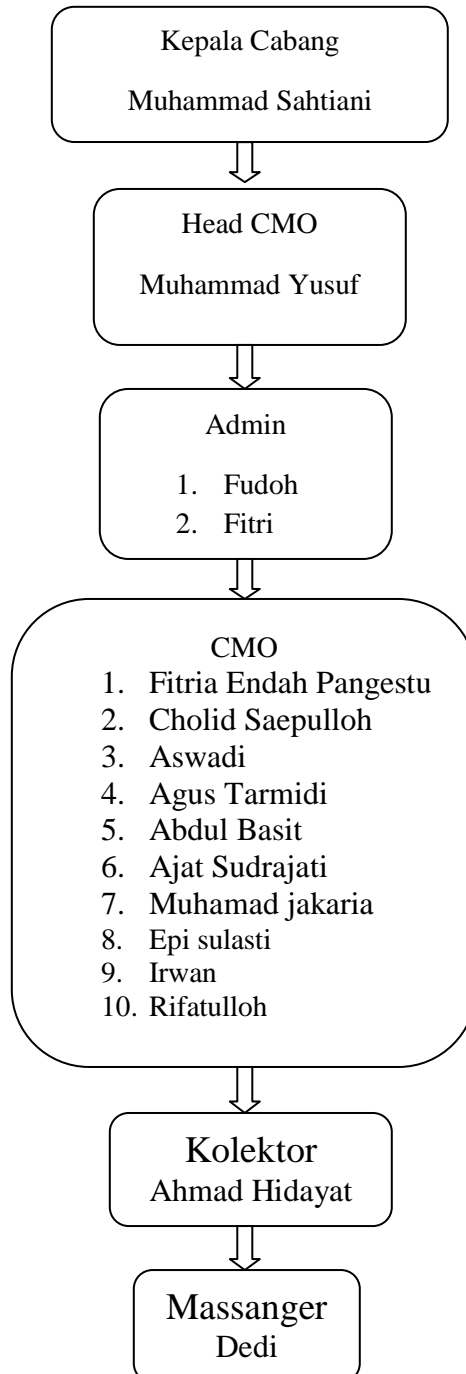 Kepala Cabang
Muhammad Sahtiani
Head CMO
Muhammad Yusuf
Admin
1. Fudoh
2. Fitri
CMO
1. Fitria Endah Pangestu
2. Cholid Saepulloh
3. Aswadi
4. Agus Tarmidi
5. Abdul Basit
6. Ajat Sudrajati
7. Muhamad jakaria
8. Epi sulasti
9. Irwan
10. Rifatulloh
Kolektor
Ahmad Hidayat
Massanger
Dedi